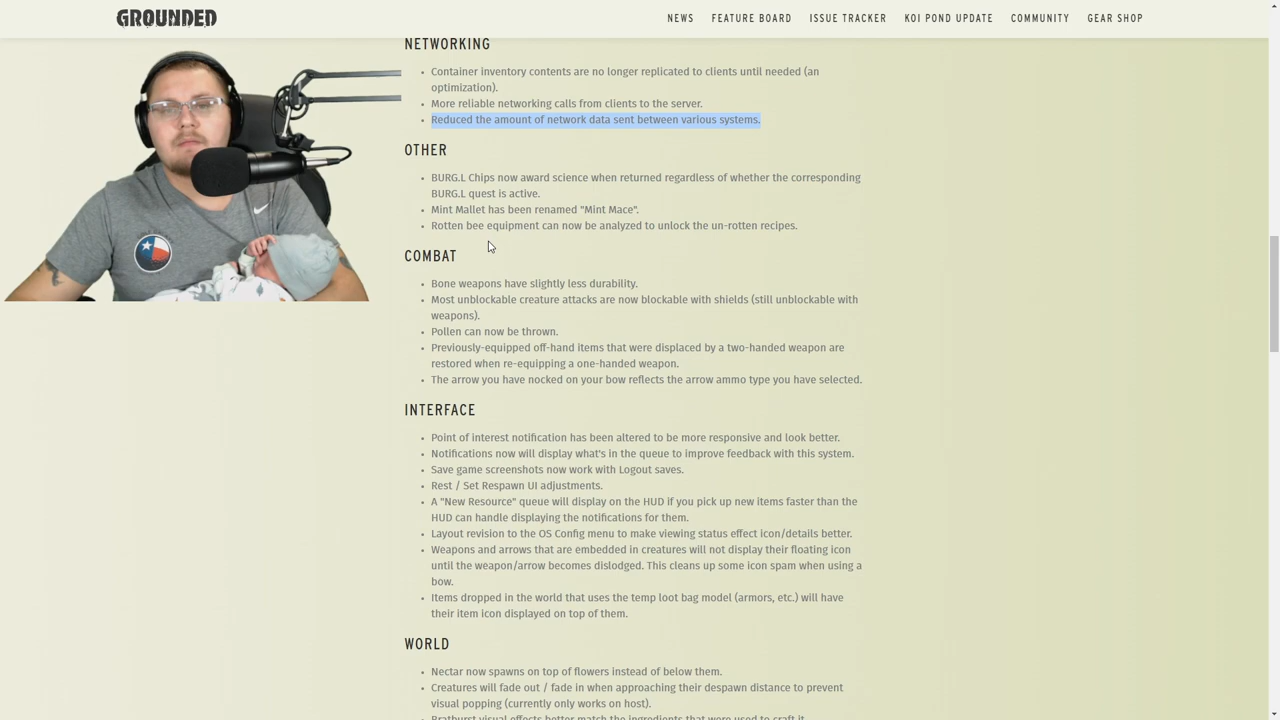 GROUNDED
NEWS FEATURE BOARD ISSUE TRACKER KOI POND UPDATE COMMUNITY GEAR SHOP
NETWORKING
Container inventory contents are no longer replicated to clients until needed (an
optimization).
More reliable networking calls from clients to the server.
Reduced the amount of network data sent between various systems.
OTHER
BURG.L Chips now award science when returned regardless of whether the corresponding
BURG.L quest is active.
Mint Mallet has been renamed "Mint Mace".
Rotten bee equipment can now be analyzed to unlock the un-rotten recipes.
COMBAT
Bone weapons have slightly less durability.
Most unblockable creature attacks are now blockable with shields (still unblockable with
weapons).
Pollen can now be thrown.
Previously-equipped off-hand items that were displaced by a two-handed weapon are
restored when re-equipping a one-handed weapon.
The arrow you have nocked on your bow reflects the arrow ammo type you have selected.
INTERFACE
Point of interest notification has been altered to be more responsive and look better.
Notifications now will display what's in the queue to improve feedback with this system.
Save game screenshots now work with Logout saves.
Rest / Set Respawn UI adjustments.
A "New Resource" queue will display on the HUD if you pick up new items faster than the
HUD can handle displaying the notifications for them.
Layout revision to the OS Config menu to make viewing status effect icon/details better.
Weapons and arrows that are embedded in creatures will not display their floating icon
until the weapon/arrow becomes dislodged. This cleans up some icon spam when using a
bow.
Items dropped in the world that uses the temp loot bag model (armors, etc.) will have
their item icon displayed on top of them.
WORLD
Nectar now spawns on top of flowers instead of below them.
Creatures will fade out / fade in when approaching their despawn distance to prevent
visual popping (currently only works on host).
Bratburst visual effects better match the ingredients that were used to craft it.